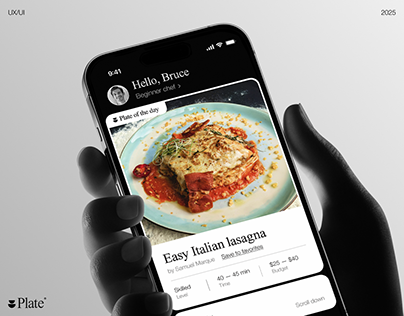 UX/UI
2025
9:41
Hello, Bruce
Beginner chef >
Plate of the day
Easy Italian lasagna
by Samuel Marque Save to favorites
Skilled
Level
40 — 45 min
Time
$25 — $40
Budget
Scroll down
Plate